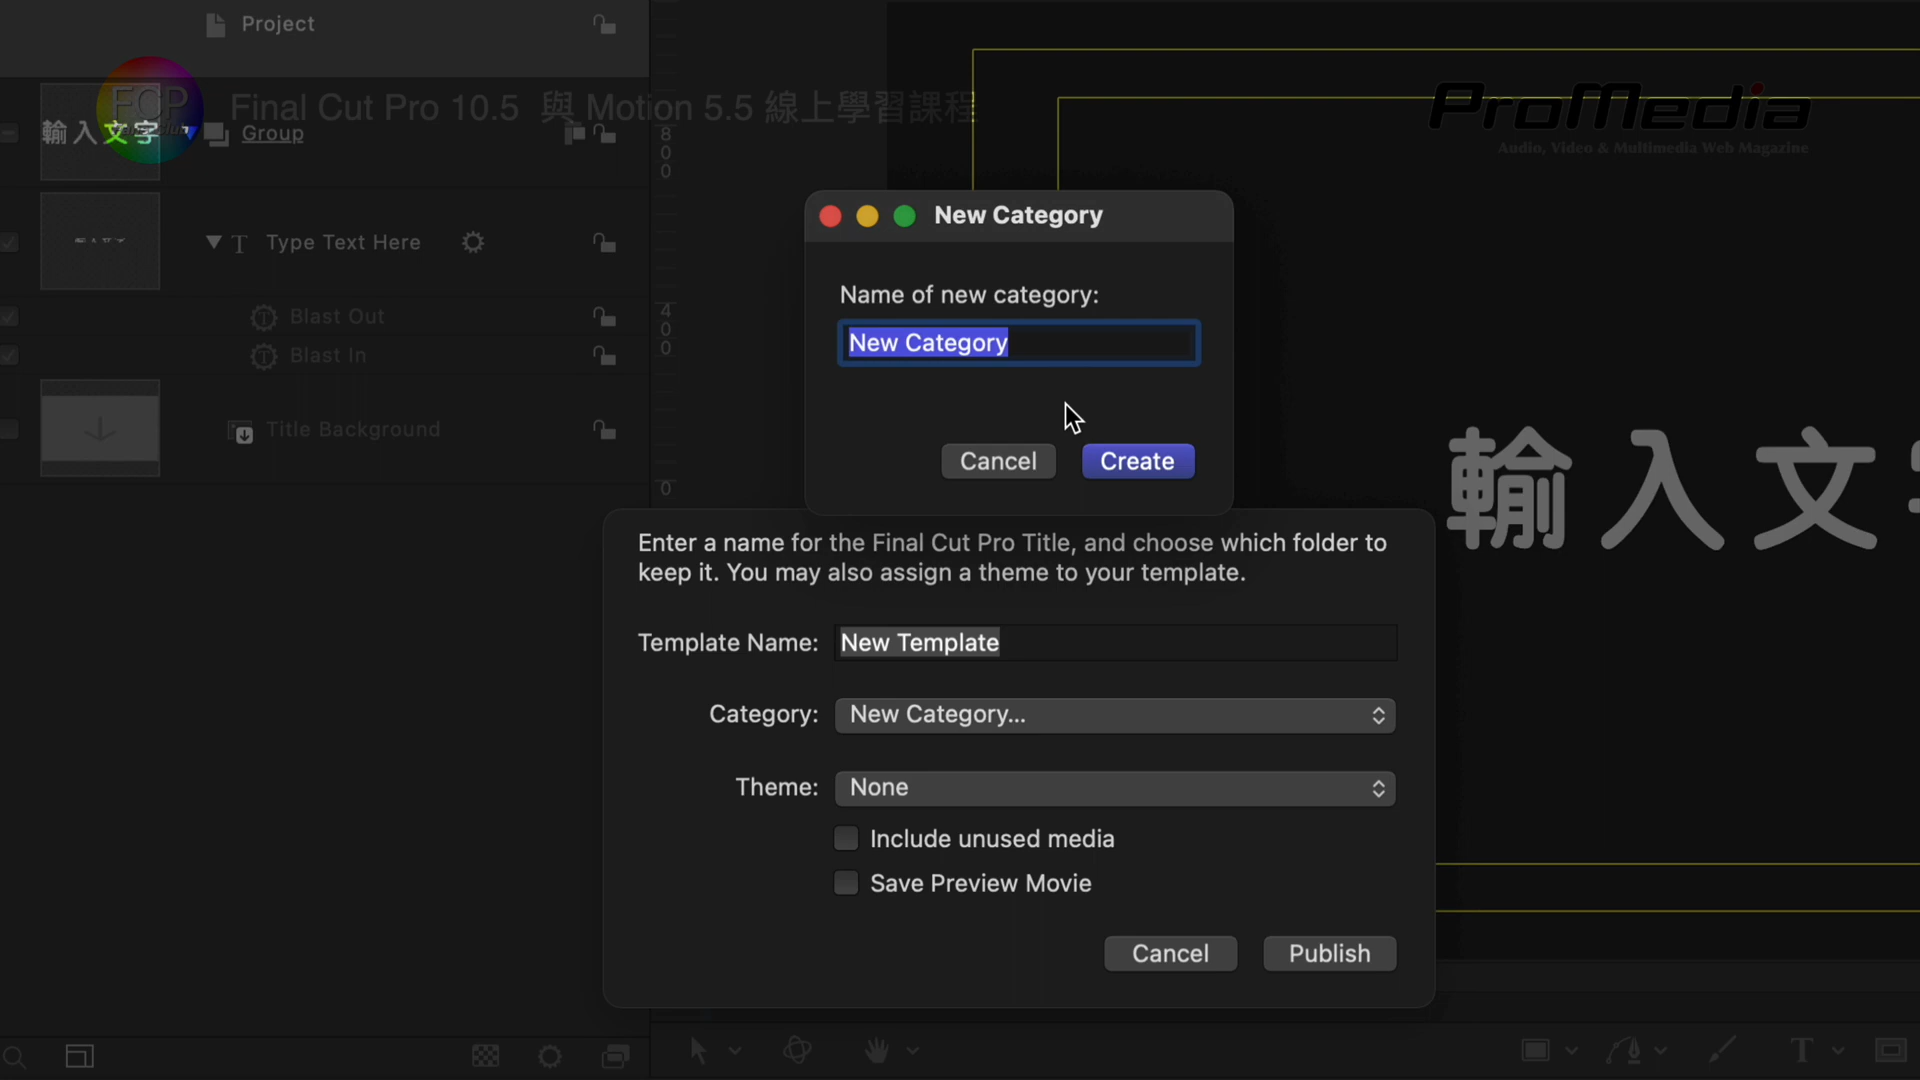 Project
FCP
Final Cut Pro 10.5 與 Motion 5.5 線上學習課程
ProMedia
Audio, Video & Multimedia Web Magazine
輸入文字
Group
800
New Category
Name of new category:
New Category
Cancel
Create
Type Text Here
Blast Out
400
Blast In
Title Background
0
輸入文
Enter a name for the Final Cut Pro Title, and choose which folder to
keep it. You may also assign a theme to your template.
Template Name: New Template
Category: New Category...
Theme: None
Include unused media
Save Preview Movie
Cancel
Publish